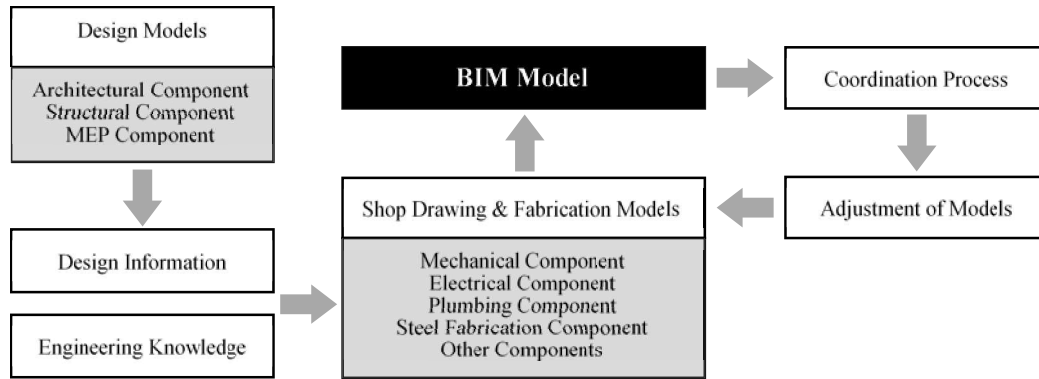 Design Models
Architectural Component
Structural Component
MEP Component
Design Information
Engineering Knowledge
BIM Model
Shop Drawing & Fabrication Models
Mechanical Component
Electrical Component
Plumbing Component
Steel Fabrication Component
Other Components
Coordination Process
Adjustment of Models